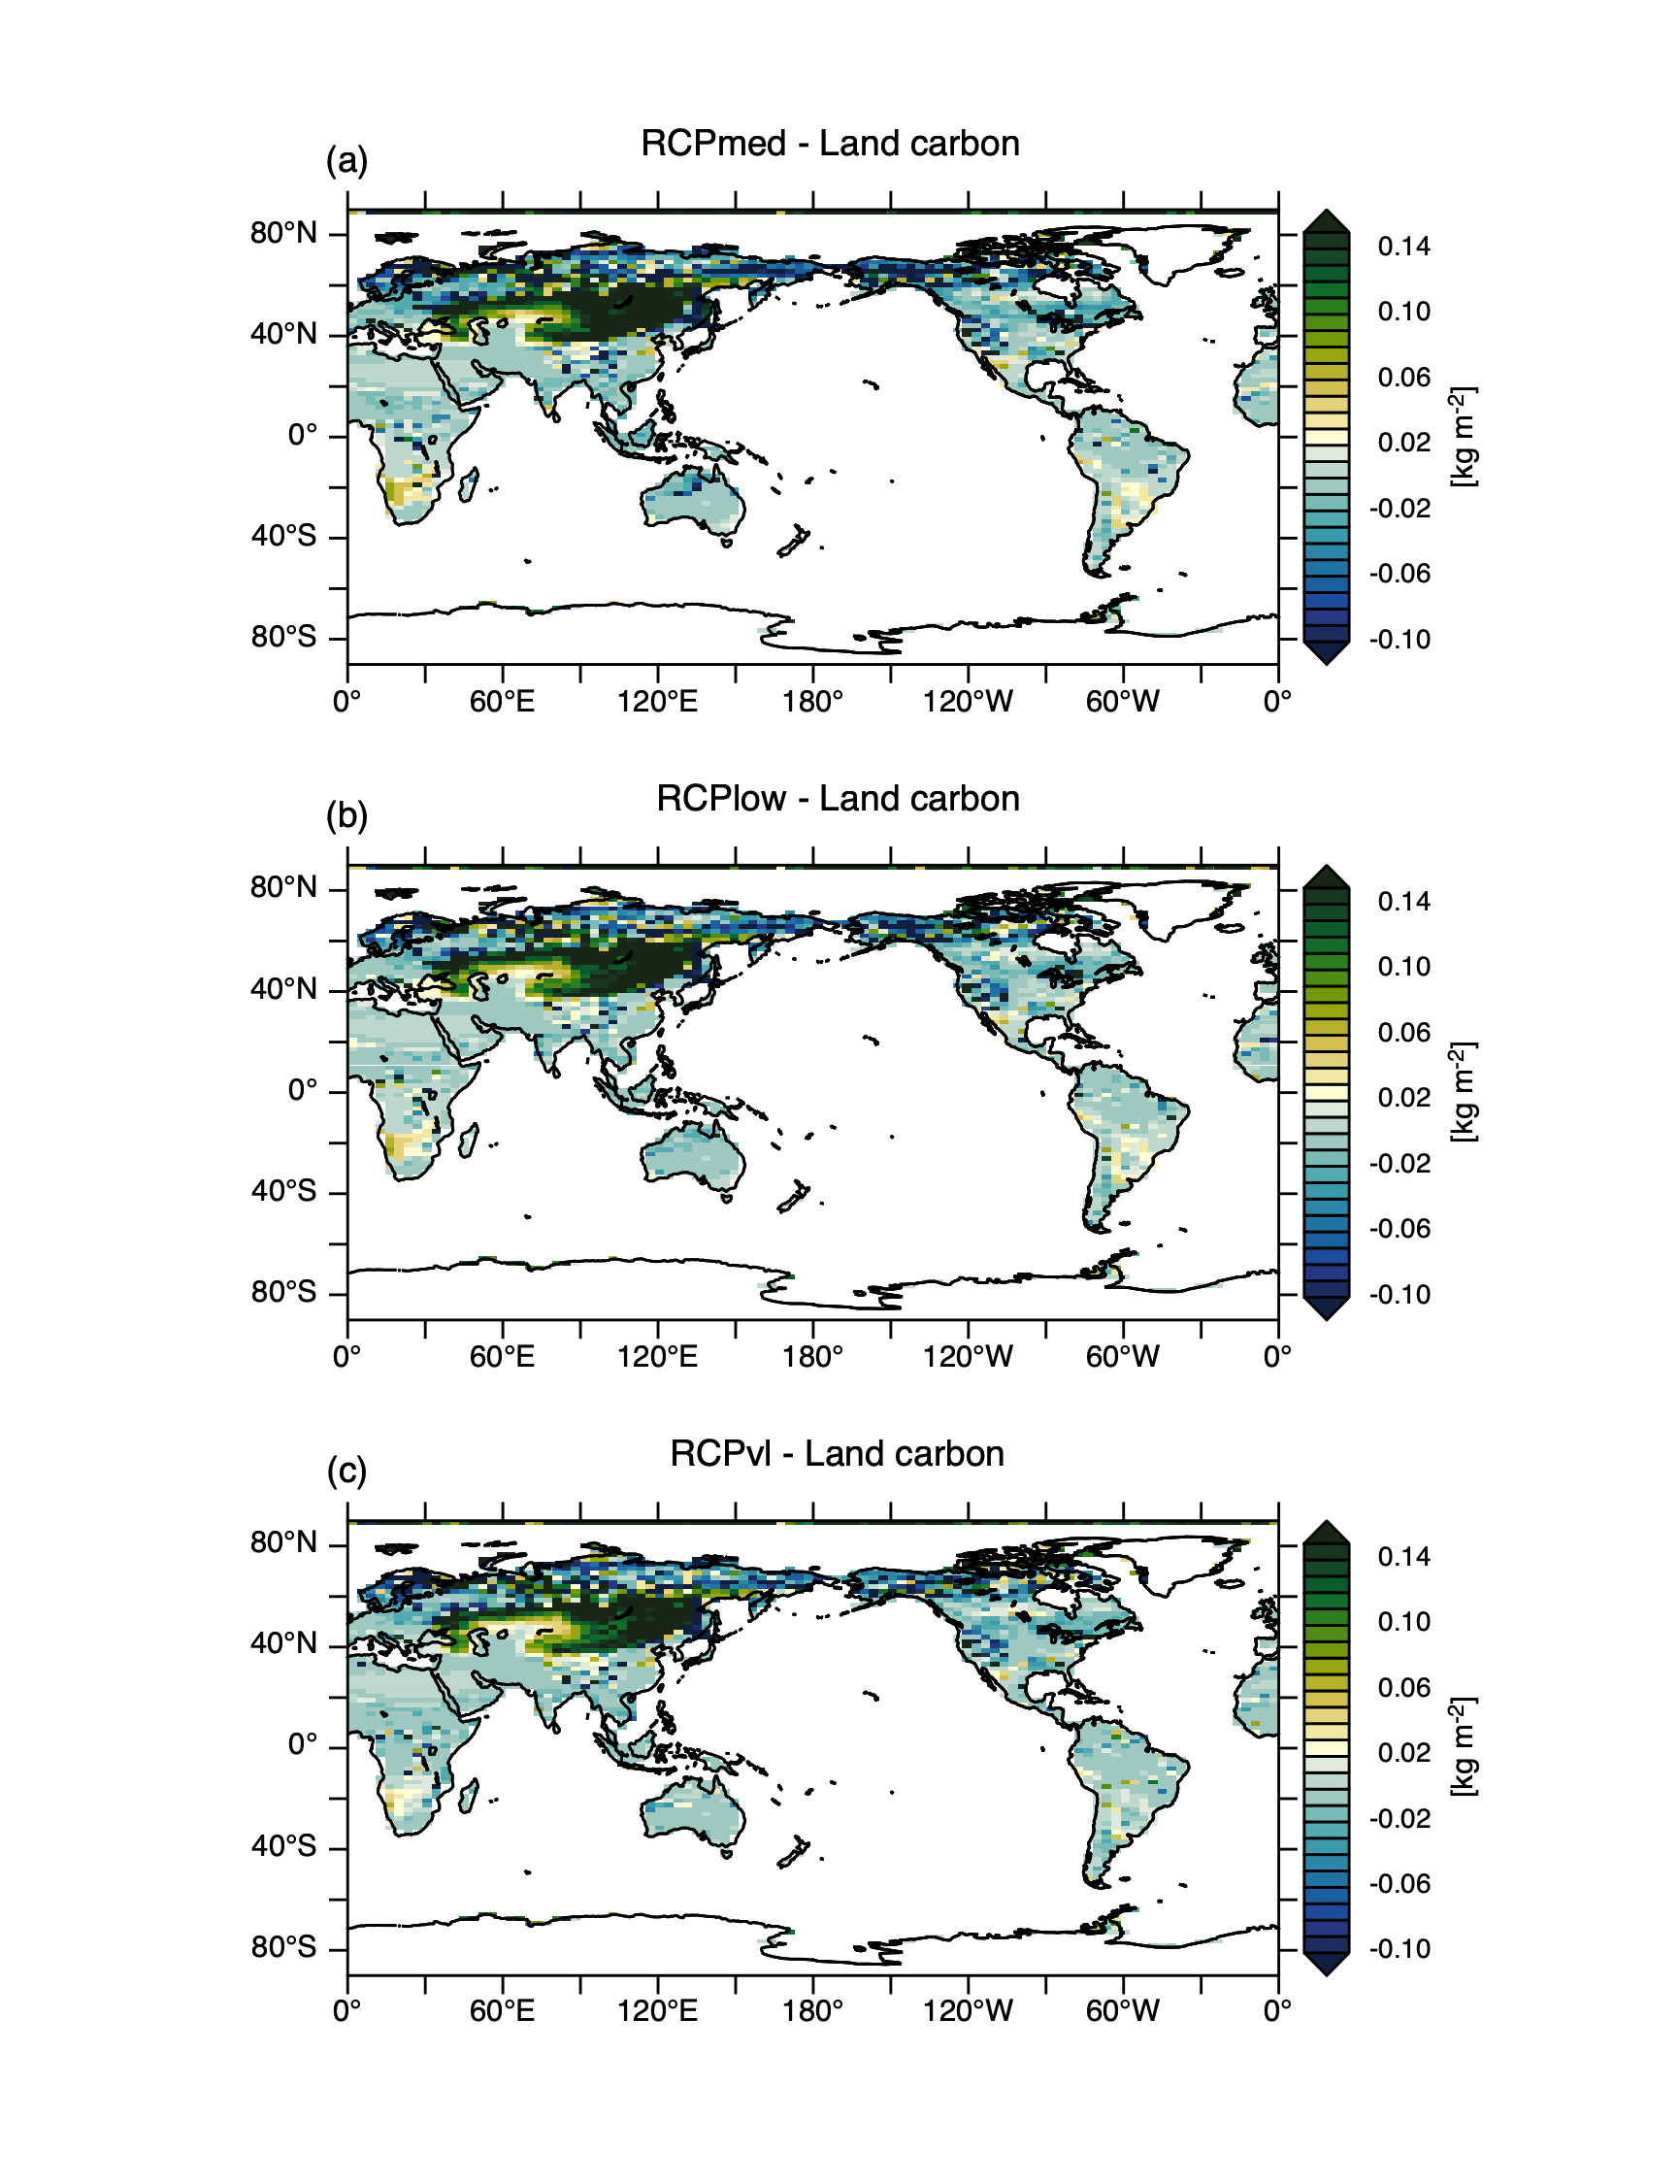 RCPmed - Land carbon
(a)
80°N
40°N
0°
40°S
80°S
0° 60°E 120°E 180° 120°W 60°W 0°
0.14
0.10
0.06
0.02
-0.02
-0.06
-0.10
[kg m-2]
RCPlow - Land carbon
(b)
80°N
40°N
0°
40°S
80°S
0° 60°E 120°E 180° 120°W 60°W 0°
0.14
0.10
0.06
0.02
-0.02
-0.06
-0.10
[kg m-2]
RCPvl - Land carbon
(c)
80°N
40°N
0°
40°S
80°S
0° 60°E 120°E 180° 120°W 60°W 0°
0.14
0.10
0.06
0.02
-0.02
-0.06
-0.10
[kg m-2]